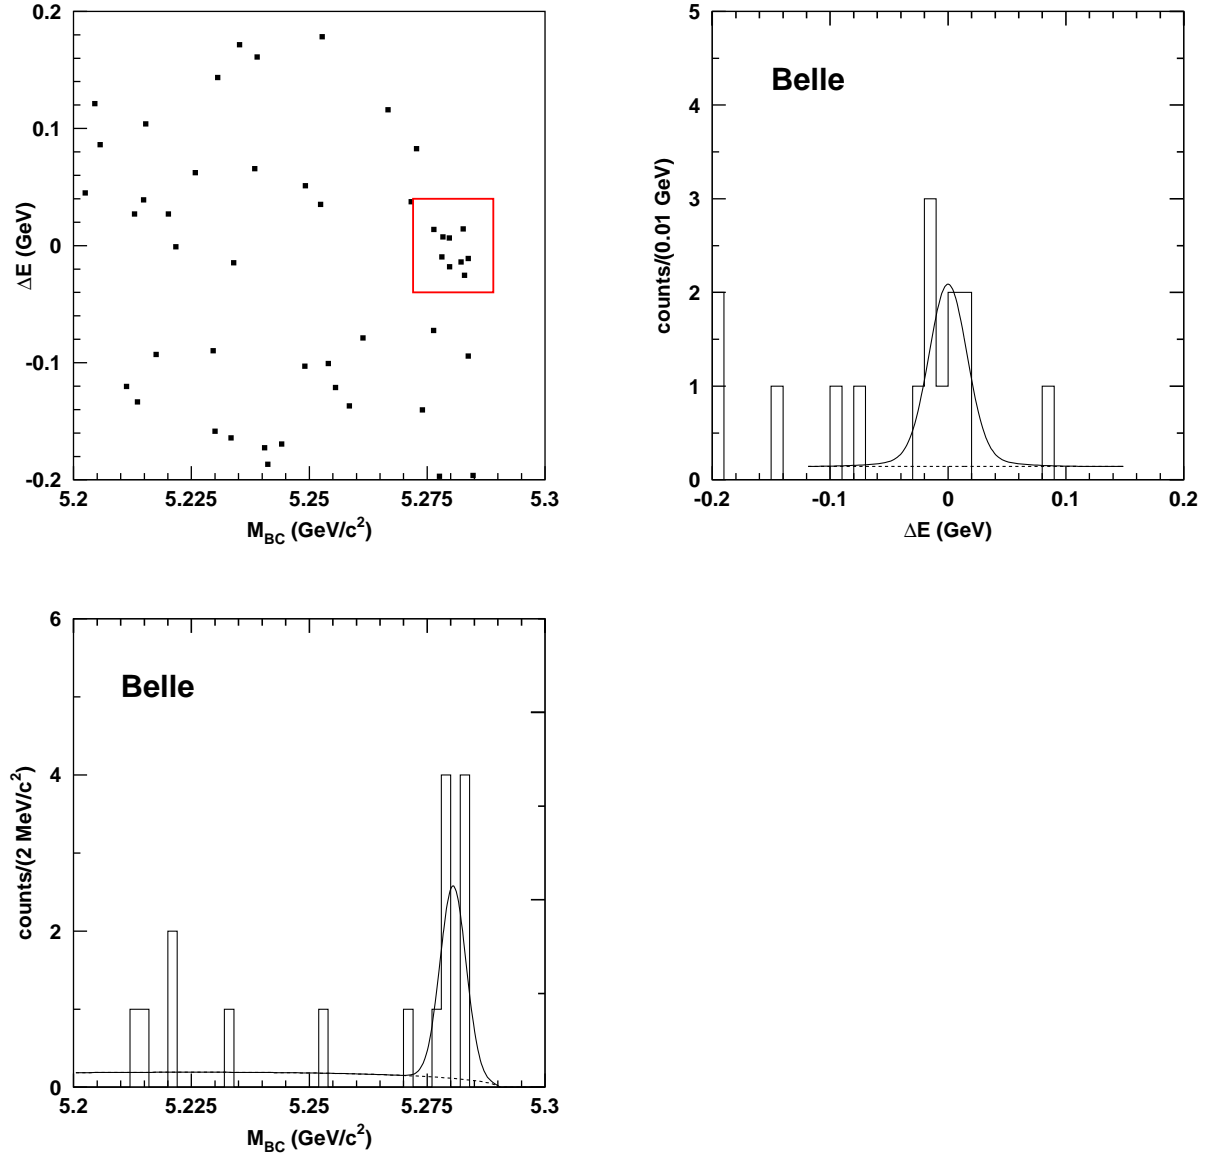 0.2
0.1
0
-0.1
-0.2
5.2 5.225 5.25 5.275 5.3
M_BC (GeV/c^2)
ΔE (GeV)
5
4
3
2
1
0
-0.2 -0.1 0 0.1 0.2
ΔE (GeV)
counts/(0.01 GeV)
Belle
6
4
2
0
5.2 5.225 5.25 5.275 5.3
M_BC (GeV/c^2)
counts/(2 MeV/c^2)
Belle